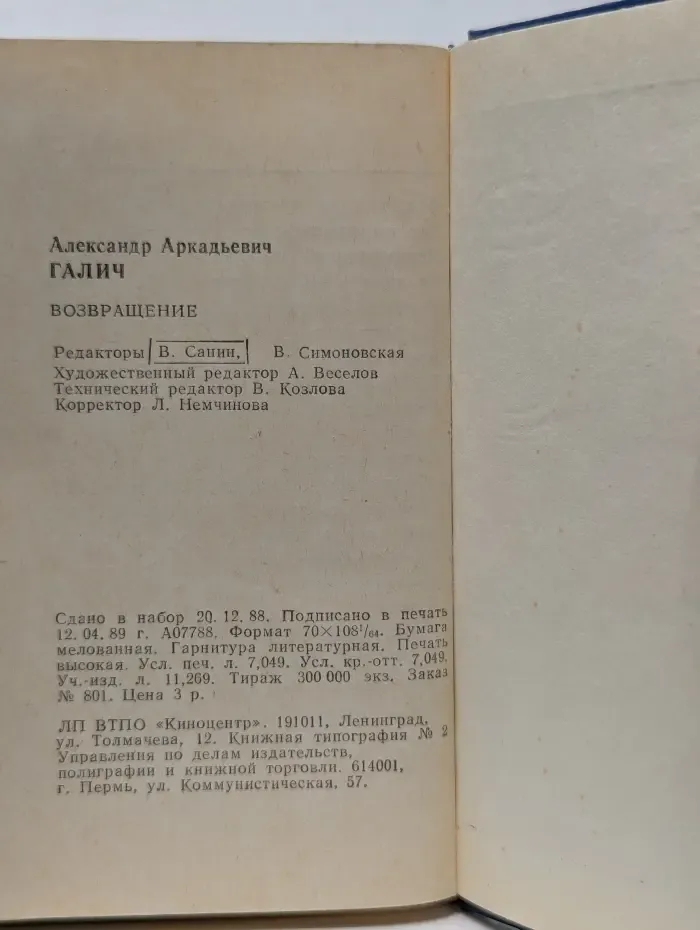 Александр Аркадьевич
ГАЛИЧ
ВОЗВРАЩЕНИЕ
Редакторы В. Санин, В. Симоновская
Художественный редактор А. Веселов
Технический редактор В. Козлова
Корректор Л. Немчинова
Сдано в набор 20.12.88. Подписано в печать
12.04.89 г. А07788. Формат 70×108¹/₆₄. Бумага
мелованная. Гарнитура литературная. Печать
высокая. Усл. печ. л. 7,049. Усл. кр.-отт. 7,049.
Уч.-изд. л. 11,269. Тираж 300 000 экз. Заказ
№ 801. Цена 3 р.
ЛП ВТПО «Киноцентр». 191011, Ленинград,
ул. Толмачева, 12. Книжная типография № 2
Управления по делам издательств,
полиграфии и книжной торговли. 614001,
г. Пермь, ул. Коммунистическая, 57.